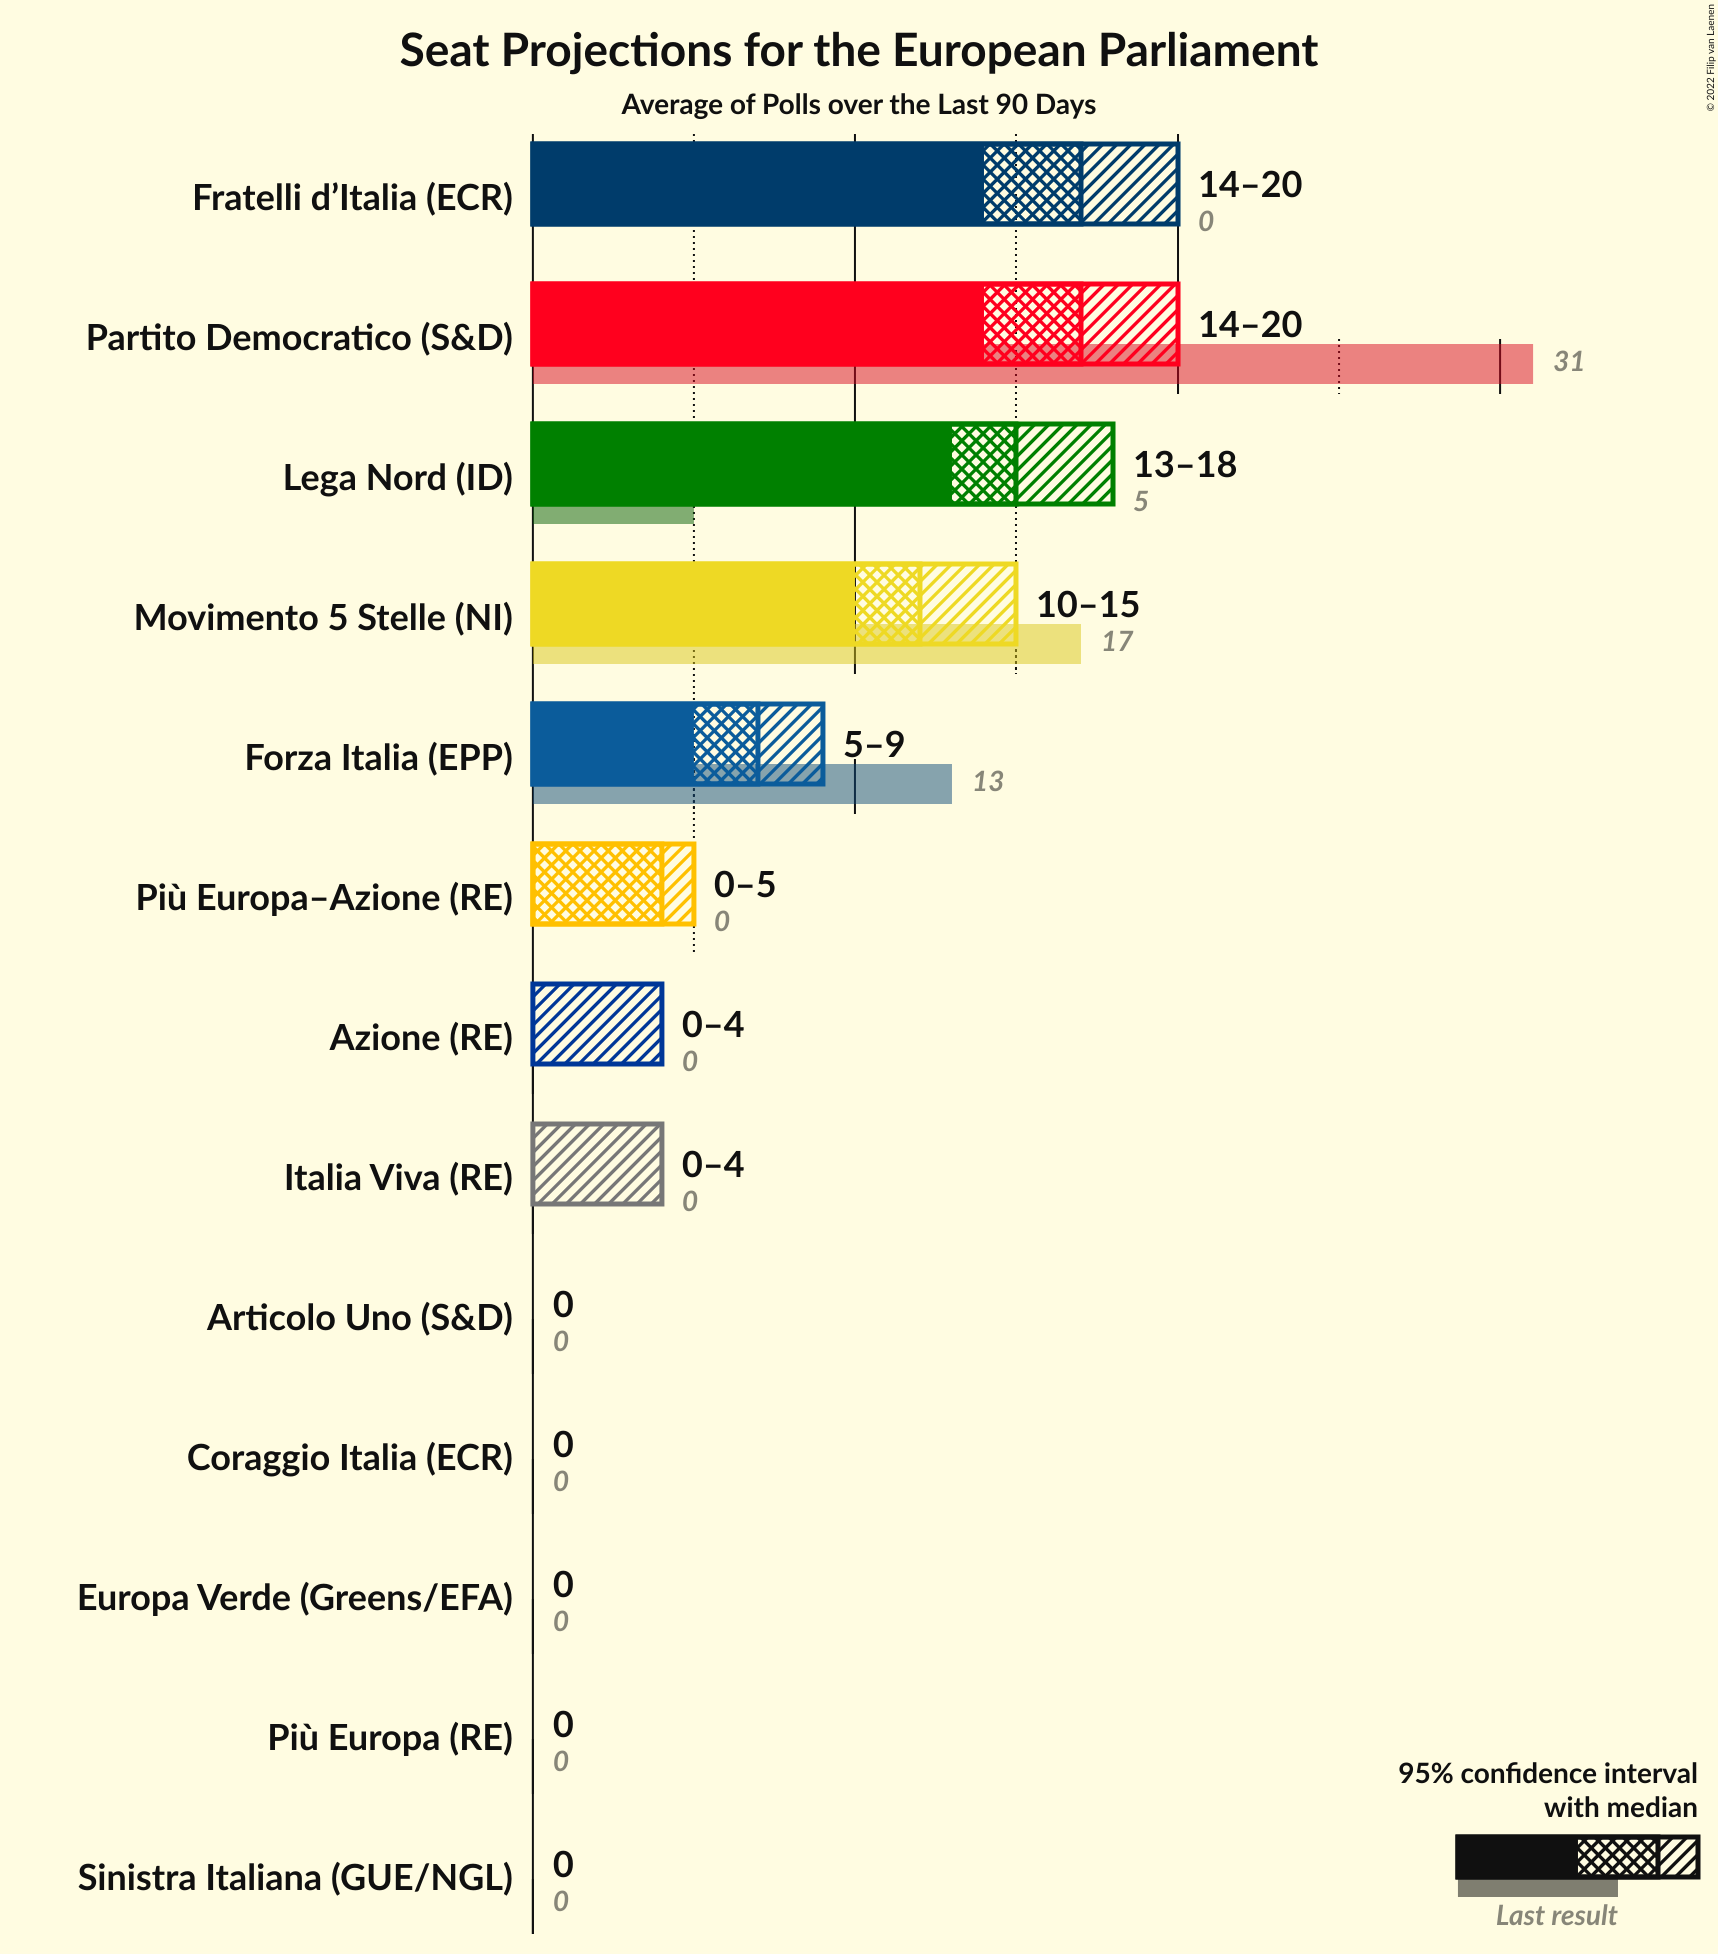 Seat Projections for the European Parliament
Average of Polls over the Last 90 Days
© 2022 Filip van Laenen
Fratelli d’Italia (ECR)
14–20
0
Partito Democratico (S&D)
14–20
31
Lega Nord (ID)
13–18
5
Movimento 5 Stelle (NI)
10–15
17
Forza Italia (EPP)
5–9
13
Più Europa–Azione (RE)
0–5
0
Azione (RE)
0–4
0
Italia Viva (RE)
0–4
0
Articolo Uno (S&D)
0
0
Coraggio Italia (ECR)
0
0
Europa Verde (Greens/EFA)
0
0
Più Europa (RE)
0
0
Sinistra Italiana (GUE/NGL)
0
0
95% confidence interval
with median
Last result